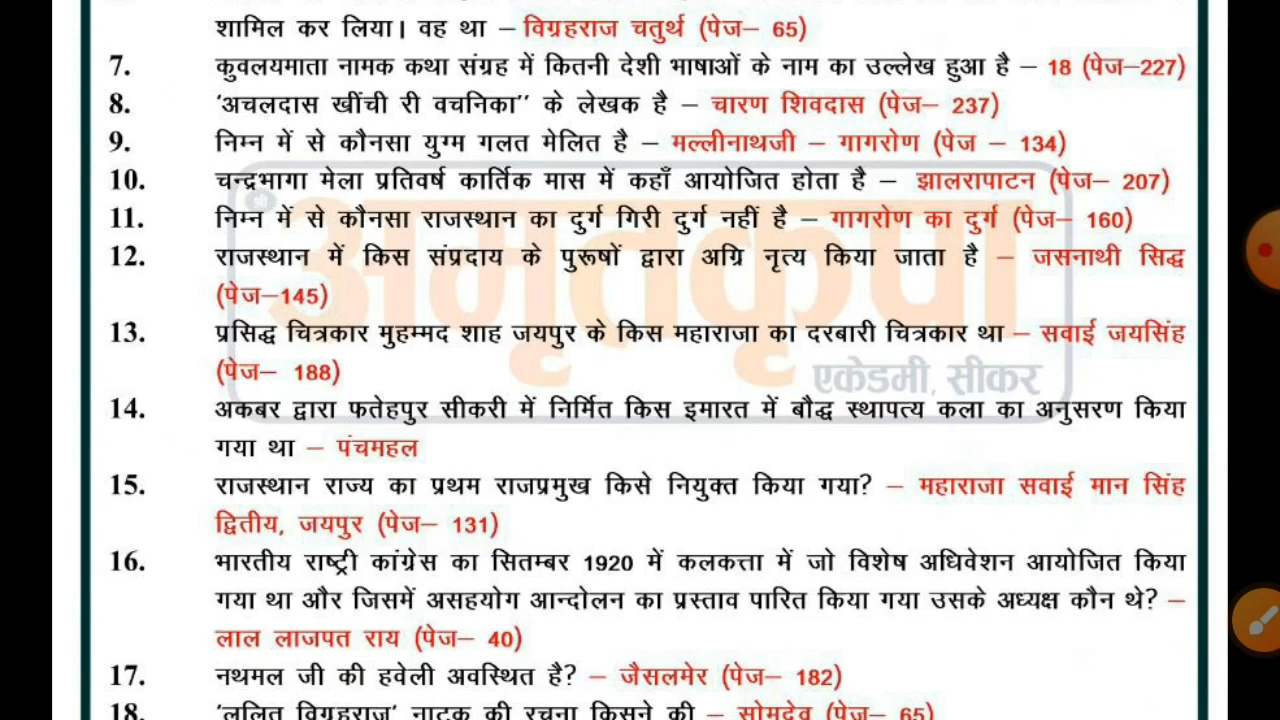 शामिल कर लिया। वह था – विग्रहराज चतुर्थ (पेज– 65)
7. कुवलयमाता नामक कथा संग्रह में कितनी देशी भाषाओं के नाम का उल्लेख हुआ है – 18 (पेज–227)
8. 'अचलदास खींची री वचनिका'' के लेखक है – चारण शिवदास (पेज– 237)
9. निम्न में से कौनसा युग्म गलत मेलित है – मल्लीनाथजी – गागरोण (पेज – 134)
10. चन्द्रभागा मेला प्रतिवर्ष कार्तिक मास में कहाँ आयोजित होता है – झालरापाटन (पेज– 207)
11. निम्न में से कौनसा राजस्थान का दुर्ग गिरी दुर्ग नहीं है – गागरोण का दुर्ग (पेज– 160)
12. राजस्थान में किस संप्रदाय के पुरूषों द्वारा अग्रि नृत्य किया जाता है – जसनाथी सिद्ध
(पेज–145)
13. प्रसिद्ध चित्रकार मुहम्मद शाह जयपुर के किस महाराजा का दरबारी चित्रकार था – सवाई जयसिंह
(पेज– 188)
श्री अमृतकृपा
एकेडमी, सीकर
14. अकबर द्वारा फतेहपुर सीकरी में निर्मित किस इमारत में बौद्ध स्थापत्य कला का अनुसरण किया
गया था – पंचमहल
15. राजस्थान राज्य का प्रथम राजप्रमुख किसे नियुक्त किया गया? – महाराजा सवाई मान सिंह
द्वितीय, जयपुर (पेज– 131)
16. भारतीय राष्ट्री कांग्रेस का सितम्बर 1920 में कलकत्ता में जो विशेष अधिवेशन आयोजित किया
गया था और जिसमें असहयोग आन्दोलन का प्रस्ताव पारित किया गया उसके अध्यक्ष कौन थे? –
लाल लाजपत राय (पेज– 40)
17. नथमल जी की हवेली अवस्थित है? – जैसलमेर (पेज– 182)
18. 'ललित विग्रहराज' नाटक की रचना किसने की – सोमदेव (पेज– 65)